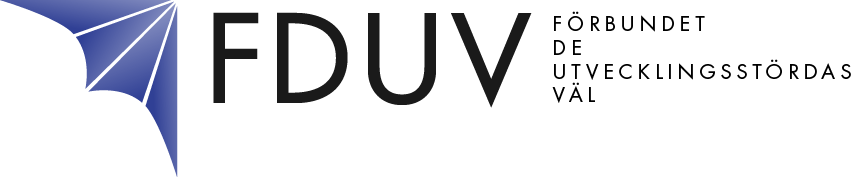 FDUV
FÖRBUNDET
DE
UTVECKLINGSSTÖRDAS
VÄL